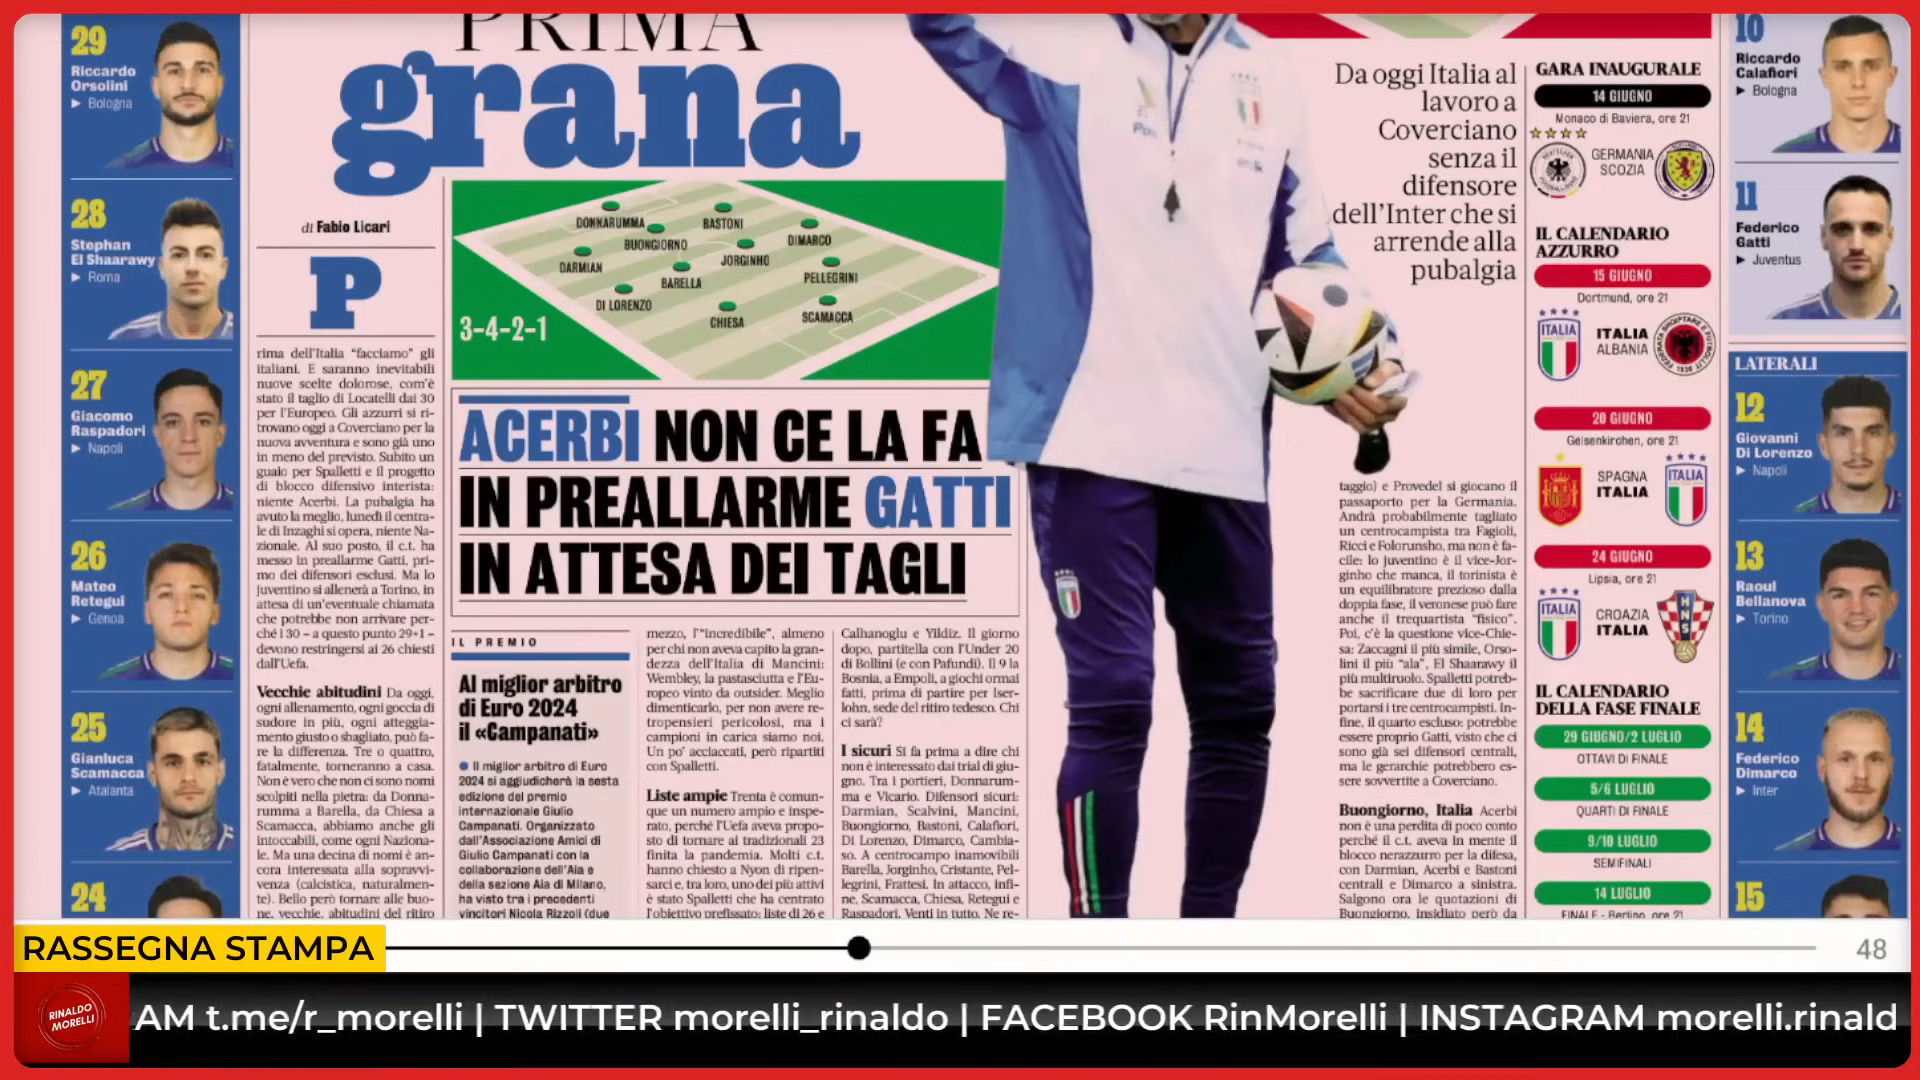 29
Riccardo
Orsolini
► Bologna
28
Stephan
El Shaarawy
► Roma
27
Giacomo
Raspadori
► Napoli
26
Mateo
Retegui
► Genoa
25
Gianluca
Scamacca
► Atalanta
24
PRIMA
grana
di Fabio Licari
P
rima dell'Italia "facciamo" gli
italiani. E saranno inevitabili
nuove scelte dolorose, com'è
stato il taglio di Locatelli dai 30
per l'Europeo. Gli azzurri si ri-
trovano oggi a Coverciano per la
nuova avventura e sono già uno
in meno del previsto. Subito un
guaio per Spalletti e il progetto
di blocco difensivo interista:
niente Acerbi. La pubalgia ha
avuto la meglio, lunedì il centra-
le di Inzaghi si opera, niente Na-
zionale. Al suo posto, il c.t. ha
messo in preallarme Gatti, pri-
mo dei difensori esclusi. Ma lo
juventino si allenerà a Torino, in
attesa di un'eventuale chiamata
che potrebbe non arrivare per-
ché i 30 – a questo punto 29+1 –
devono restringersi ai 26 chiesti
dall'Uefa.
Vecchie abitudini Da oggi,
ogni allenamento, ogni goccia di
sudore in più, ogni atteggia-
mento giusto o sbagliato, può fa-
re la differenza. Tre o quattro,
fatalmente, torneranno a casa.
Non è vero che non ci sono nomi
scolpiti nella pietra: da Donna-
rumma a Barella, da Chiesa a
Scamacca, abbiamo anche gli
intoccabili, come ogni Naziona-
le. Ma una decina di nomi è an-
cora interessata alla sopravvi-
venza (calcistica, naturalmen-
te). Bello però tornare alle buo-
ne, vecchie, abitudini del ritiro
DONNARUMMA
BASTONI
BUONGIORNO
DIMARCO
DARMIAN
JORGINHO
BARELLA
PELLEGRINI
DI LORENZO
CHIESA
SCAMACCA
3-4-2-1
ACERBI NON CE LA FA
IN PREALLARME GATTI
IN ATTESA DEI TAGLI
IL PREMIO
Al miglior arbitro
di Euro 2024
il «Campanati»
● Il miglior arbitro di Euro
2024 si aggiudicherà la sesta
edizione del premio
internazionale Giulio
Campanati. Organizzato
dall'Associazione Amici di
Giulio Campanati con la
collaborazione dell'Aia e
della sezione Aia di Milano,
ha visto tra i precedenti
vincitori Nicola Rizzoli (due
mezzo, l'"incredibile", almeno
per chi non aveva capito la gran-
dezza dell'Italia di Mancini:
Wembley, la pastasciutta e l'Eu-
ropeo vinto da outsider. Meglio
dimenticarlo, per non avere re-
tropensieri pericolosi, ma i
campioni in carica siamo noi.
Un po' acciaccati, però ripartiti
con Spalletti.
Liste ampie Trenta è comun-
que un numero ampio e inspe-
rato, perché l'Uefa aveva propo-
sto di tornare ai tradizionali 23
finita la pandemia. Molti c.t.
hanno chiesto a Nyon di ripen-
sarci e, tra loro, uno dei più attivi
è stato Spalletti che ha centrato
l'obiettivo prefissato: liste di 26 e
Calhanoglu e Yildiz. Il giorno
dopo, partitella con l'Under 20
di Bollini (e con Pafundi). Il 9 la
Bosnia, a Empoli, a giochi ormai
fatti, prima di partire per Iser-
lohn, sede del ritiro tedesco. Chi
ci sarà?
I sicuri Si fa prima a dire chi
non è interessato dai trial di giu-
gno. Tra i portieri, Donnarum-
ma e Vicario. Difensori sicuri:
Darmian, Scalvini, Mancini,
Buongiorno, Bastoni, Calafiori,
Di Lorenzo, Dimarco, Cambia-
so. A centrocampo inamovibili
Barella, Jorginho, Cristante, Pel-
legrini, Frattesi. In attacco, infi-
ne, Scamacca, Chiesa, Retegui e
Raspadori. Venti in tutto. Ne re-
Da oggi Italia al
lavoro a
Coverciano
senza il
difensore
dell'Inter che si
arrende alla
pubalgia
taggio) e Provedel si giocano il
passaporto per la Germania.
Andrà probabilmente tagliato
un centrocampista tra Fagioli,
Ricci e Folorunsho, ma non è fa-
cile: lo juventino è il vice-Jor-
ginho che manca, il torinista è
un equilibratore prezioso dalla
doppia fase, il veronese può fare
anche il trequartista "fisico".
Poi, c'è la questione vice-Chie-
sa: Zaccagni il più simile, Orso-
lini il più "ala", El Shaarawy il
più multiruolo. Spalletti potreb-
be sacrificare due di loro per
portarsi i tre centrocampisti. In-
fine, il quarto escluso: potrebbe
essere proprio Gatti, visto che ci
sono già sei difensori centrali,
ma le gerarchie potrebbero es-
sere sovvertite a Coverciano.
Buongiorno, Italia Acerbi
non è una perdita di poco conto
perché il c.t. aveva in mente il
blocco nerazzurro per la difesa,
con Darmian, Acerbi e Bastoni
centrali e Dimarco a sinistra.
Salgono ora le quotazioni di
Buongiorno. Insidiato però da
GARA INAUGURALE
14 GIUGNO
Monaco di Baviera, ore 21
GERMANIA
SCOZIA
IL CALENDARIO
AZZURRO
15 GIUGNO
Dortmund, ore 21
ITALIA
ITALIA
ALBANIA
20 GIUGNO
Gelsenkirchen, ore 21
SPAGNA
ITALIA
ITALIA
24 GIUGNO
Lipsia, ore 21
ITALIA
CROAZIA
ITALIA
HNS
IL CALENDARIO
DELLA FASE FINALE
29 GIUGNO/2 LUGLIO
OTTAVI DI FINALE
5/6 LUGLIO
QUARTI DI FINALE
9/10 LUGLIO
SEMIFINALI
14 LUGLIO
FINALE - Berlino, ore 21
10
Riccardo
Calafiori
► Bologna
11
Federico
Gatti
► Juventus
LATERALI
12
Giovanni
Di Lorenzo
► Napoli
13
Raoul
Bellanova
► Torino
14
Federico
Dimarco
► Inter
15
RASSEGNA STAMPA
48
RINALDO
MORELLI
AM t.me/r_morelli | TWITTER morelli_rinaldo | FACEBOOK RinMorelli | INSTAGRAM morelli.rinald